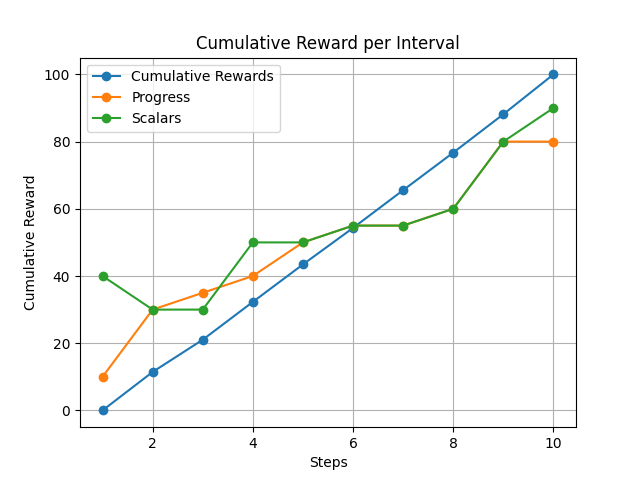 Cumulative Reward per Interval
Cumulative Rewards
Progress
Scalars
Cumulative Reward
100
80
60
40
20
0
2 4 6 8 10
Steps